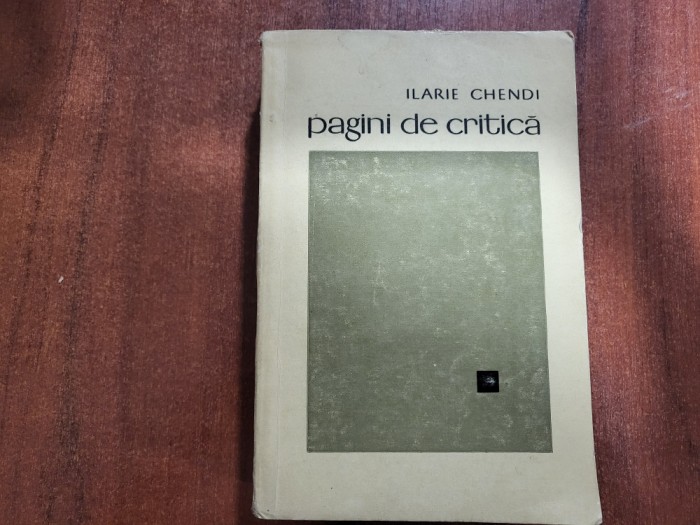 ILARIE CHENDI
pagini de critică